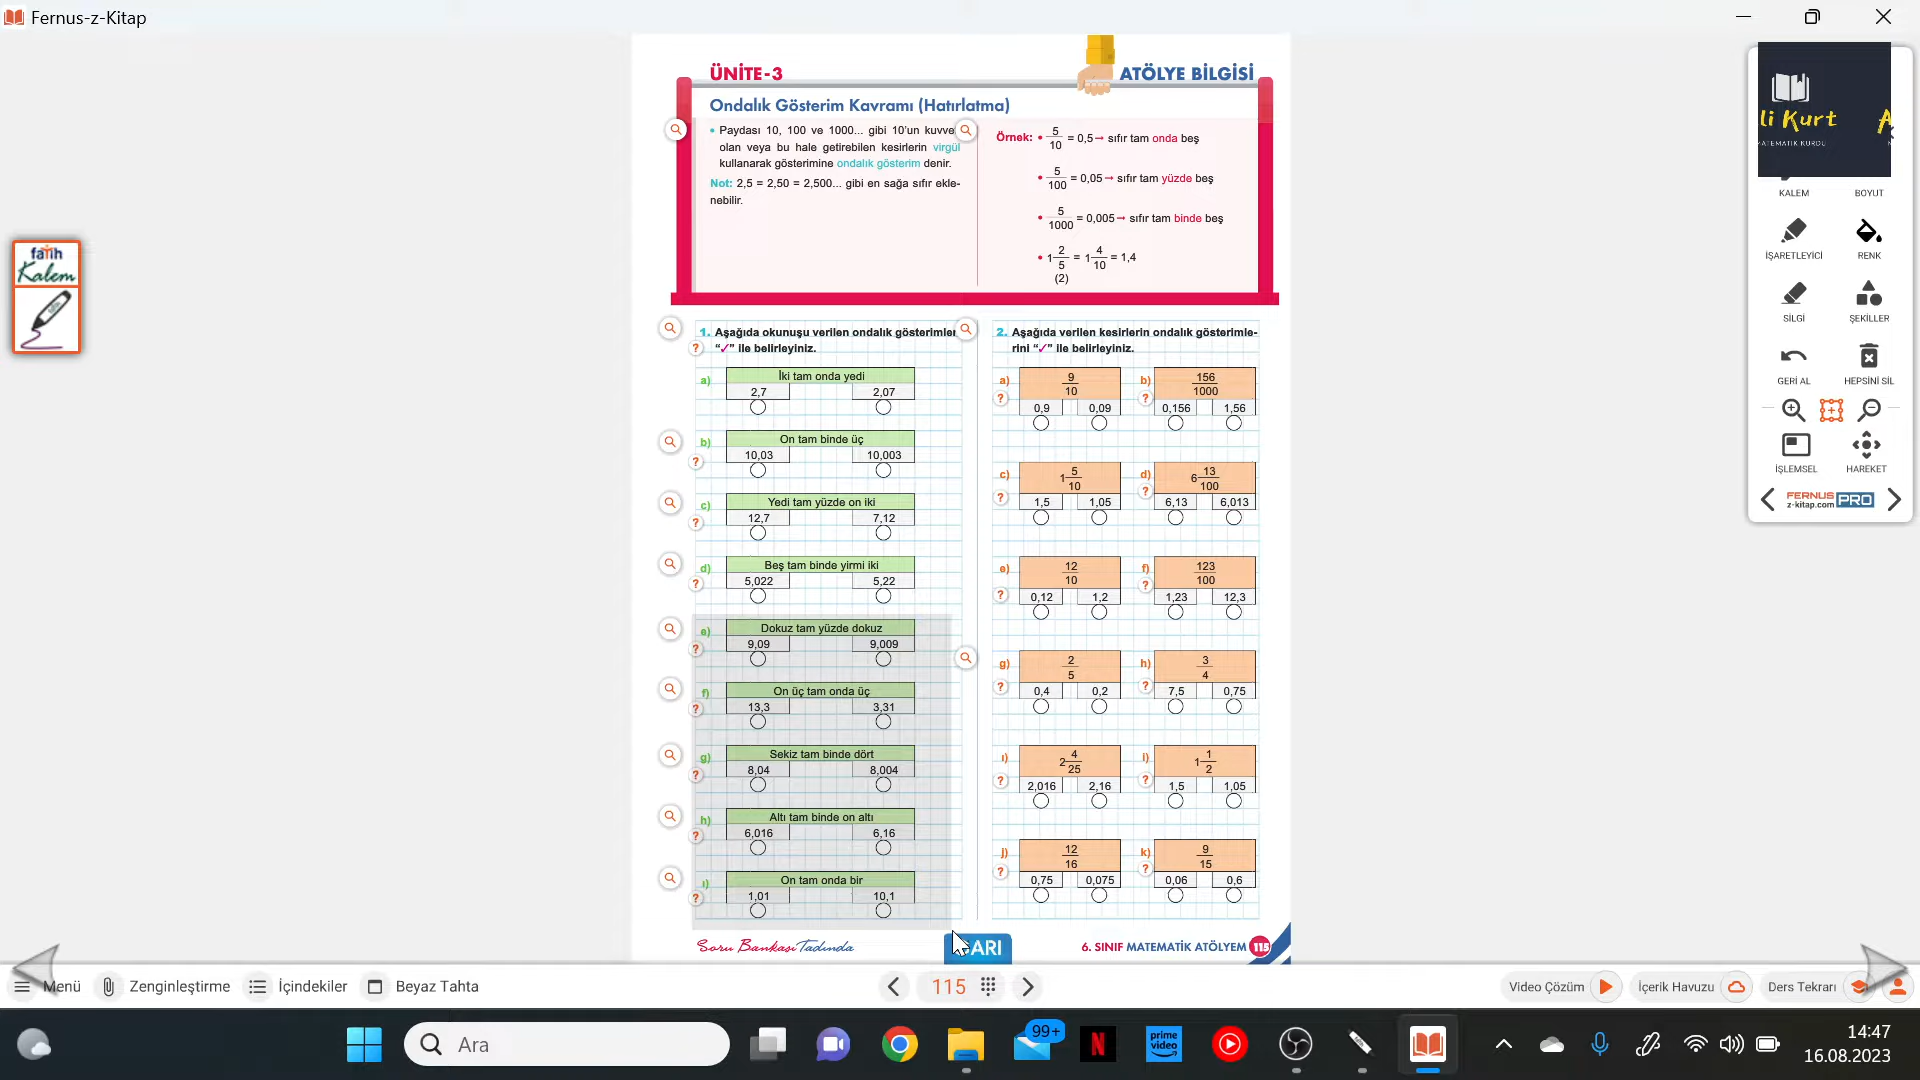 Fernus-z-Kitap
ÜNİTE-3
ATÖLYE BİLGİSİ
Ondalık Gösterim Kavramı (Hatırlatma)
• Paydası 10, 100 ve 1000... gibi 10'un
olan veya bu hale getirebilen kesirlerin virgül
kullanarak gösterimine ondalık gösterim denir.
Not: 2,5 = 2,50 = 2,500... gibi en sağa sıfır ekle-
nebilir.
Örnek: • 5/10 = 0,5→ sıfır tam onda beş
• 5/100 = 0,05→ sıfır tam yüzde beş
• 5/1000 = 0,005→ sıfır tam binde beş
• 1 2/5 = 1 4/10 = 1,4
(2)
1. Aşağıda okunuşu verilen ondalık
"✓" ile belirleyiniz.
a) İki tam onda yedi
2,7 2,07
b) On tam binde üç
10,03 10,003
c) Yedi tam yüzde on iki
12,7 7,12
d) Beş tam binde yirmi iki
5,022 5,22
e) Dokuz tam yüzde dokuz
9,09 9,009
f) On üç tam onda üç
13,3 3,31
g) Sekiz tam binde dört
8,04 8,004
h) Altı tam binde on altı
6,016 6,16
ı) On tam onda bir
1,01 10,1
2. Aşağıda verilen kesirlerin ondalık gösterimle-
rini "✓" ile belirleyiniz.
a) 9/10 b) 156/1000
0,9 0,09 0,156 1,56
c) 1 5/10 d) 6 13/100
1,5 1,05 6,13 6,013
e) 12/10 f) 123/100
0,12 1,2 1,23 12,3
g) 2/5 h) 3/4
0,4 0,2 7,5 0,75
ı) 2 4/25 i) 1 1/2
2,016 2,16 1,5 1,05
j) 12/16 k) 9/15
0,75 0,075 0,06 0,6
Soru Bankası Tadında
ARI
6. SINIF MATEMATİK ATÖLYEM 115
fatih
Kalem
li Kurt
MATEMATİK KURDU
KALEM BOYUT
İŞARETLEYİCİ RENK
SİLGİ ŞEKİLLER
GERİ AL HEPSİNİ SİL
İŞLEMSEL HAREKET
FERNUS PRO
z-kitap.com
Menü Zenginleştirme İçindekiler Beyaz Tahta
115
Video Çözüm İçerik Havuzu Ders Tekrarı
Ara
99+
N
prime
video
14:47
16.08.2023